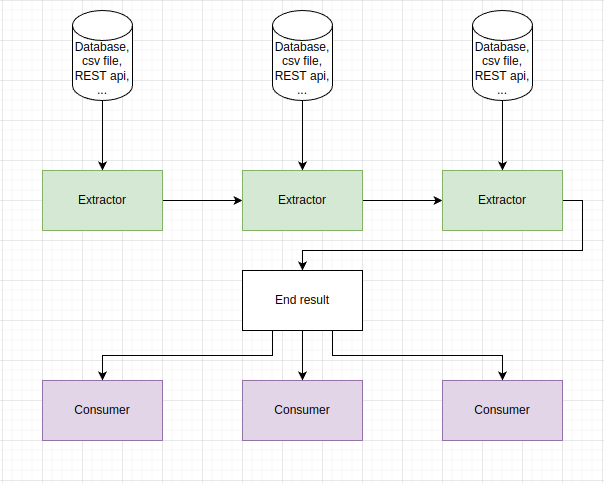 Database,
csv file,
REST api,
...
Database,
csv file,
REST api,
...
Database,
csv file,
REST api,
...
Extractor
Extractor
Extractor
End result
Consumer
Consumer
Consumer